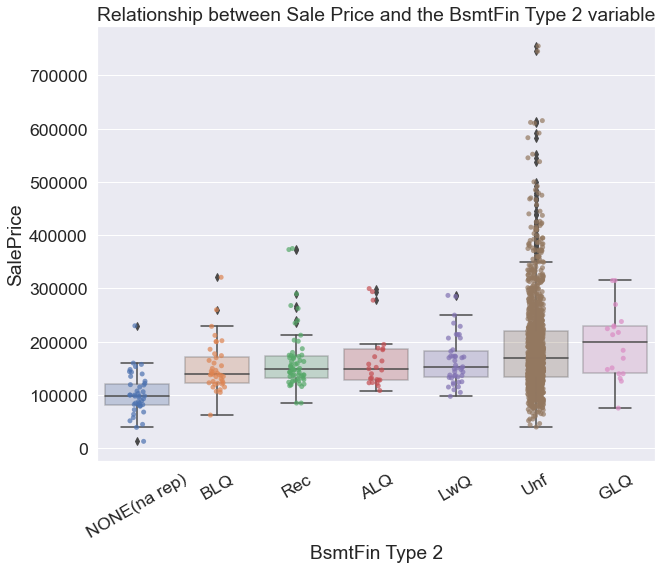 Relationship between Sale Price and the BsmtFin Type 2 variable
700000
600000
500000
400000
300000
200000
100000
0
SalePrice
NONE(na rep)
BLQ
Rec
ALQ
LwQ
Unf
GLQ
BsmtFin Type 2